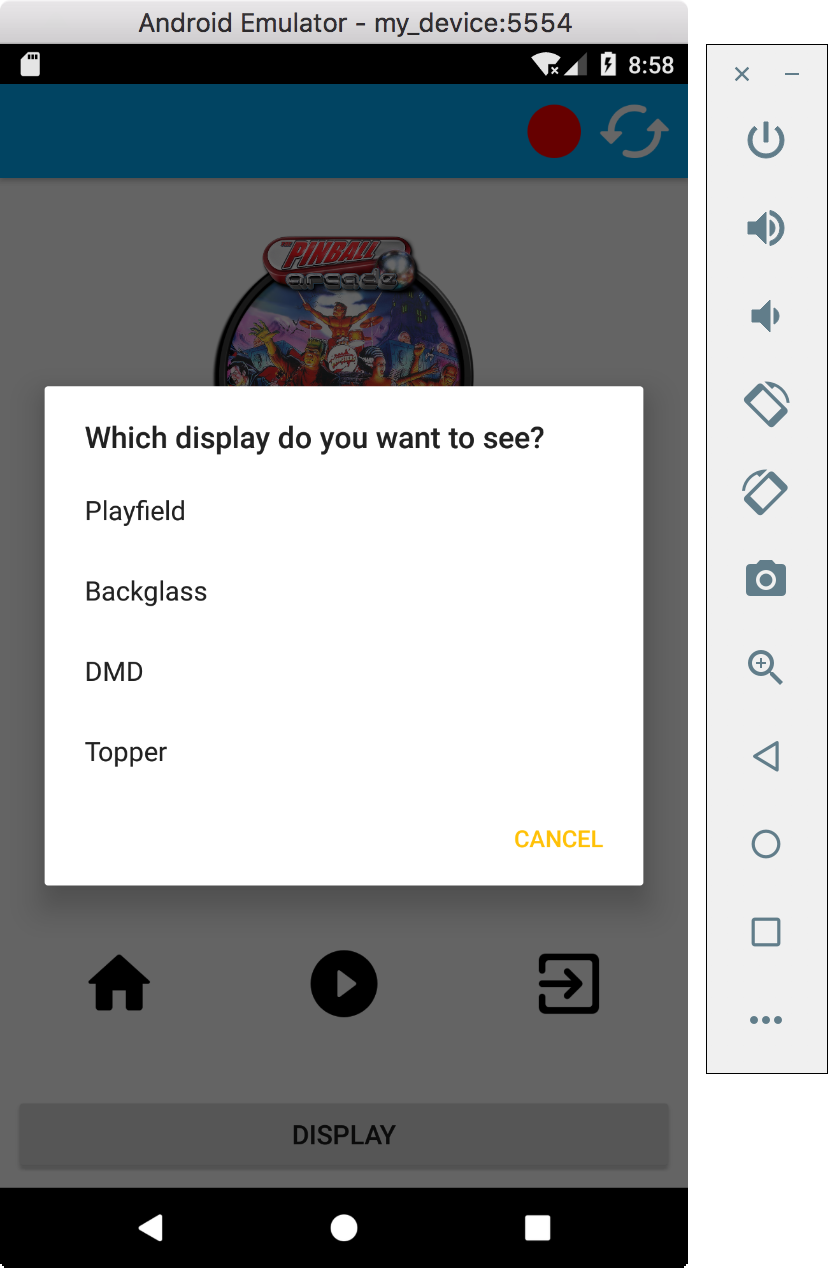 Android Emulator - my_device:5554
8:58
THE PINBALL
arcade
Which display do you want to see?
Playfield
Backglass
DMD
Topper
CANCEL
DISPLAY